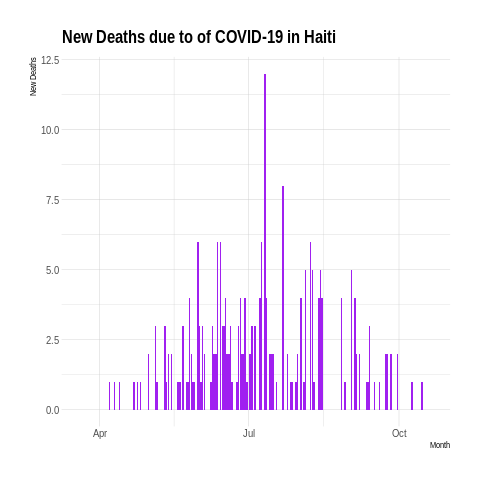 New Deaths due to of COVID-19 in Haiti
New Deaths
12.5
10.0
7.5
5.0
2.5
0.0
Apr
Jul
Oct
Month